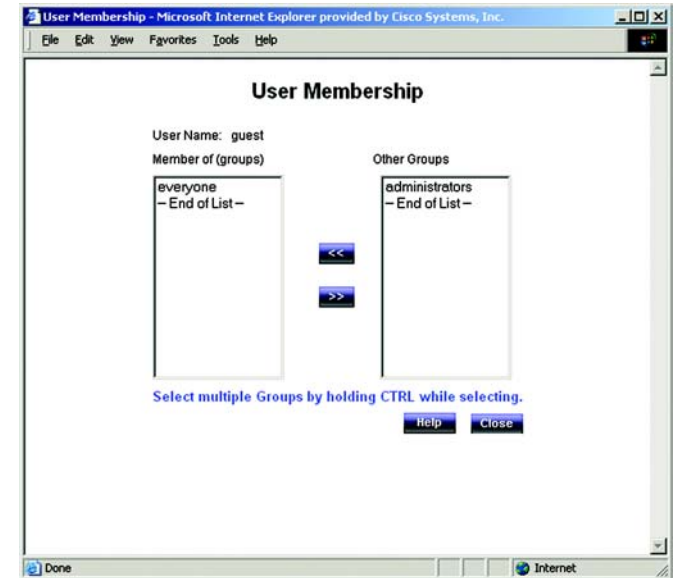 User Membership - Microsoft Internet Explorer provided by Cisco Systems, Inc.
File Edit View Favorites Tools Help
User Membership
User Name: guest
Member of (groups) Other Groups
everyone administrators
– End of List – – End of List –
<<
>>
Select multiple Groups by holding CTRL while selecting.
Help Close
Done Internet